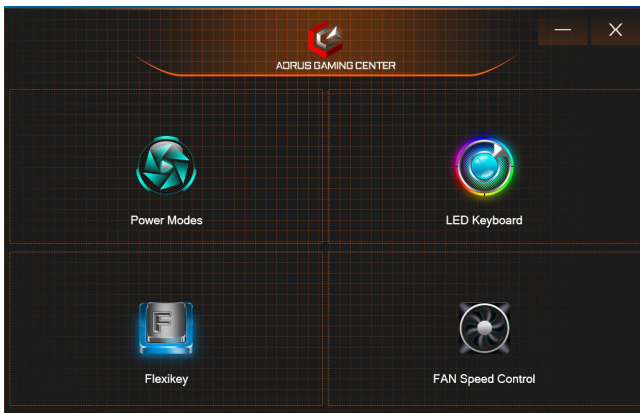 AORUS GAMING CENTER
Power Modes
LED Keyboard
F
Flexikey
FAN Speed Control